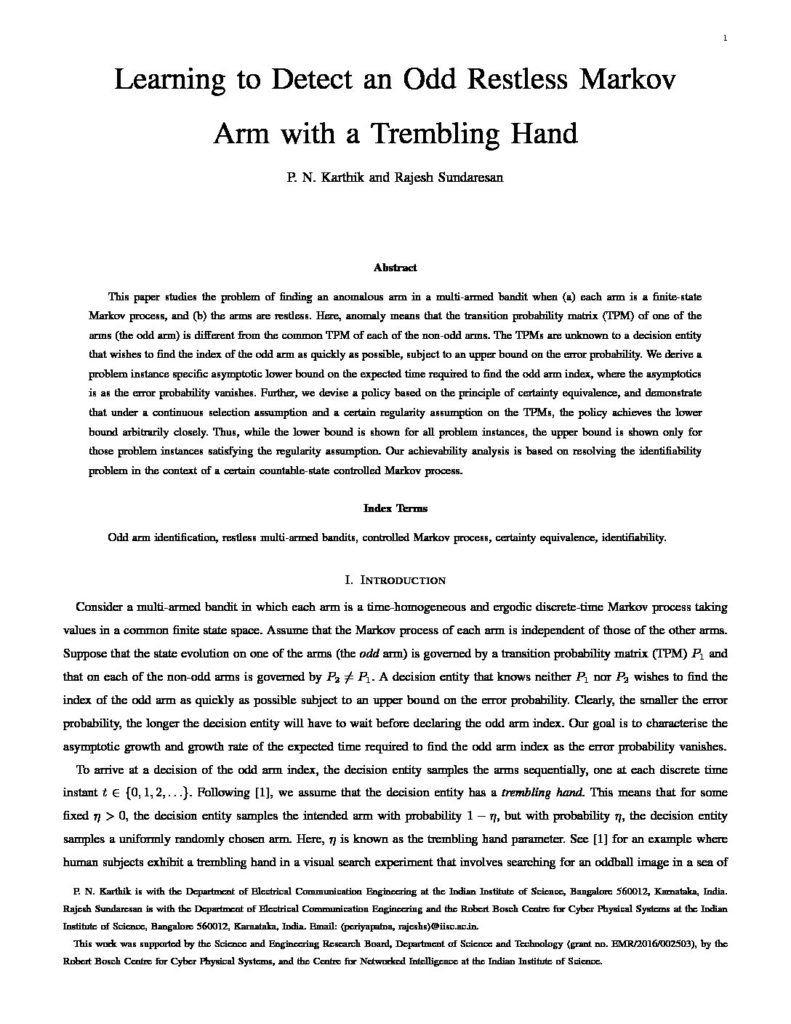 1
Learning to Detect an Odd Restless Markov
Arm with a Trembling Hand
P. N. Karthik and Rajesh Sundaresan
Abstract
This paper studies the problem of finding an anomalous arm in a multi-armed bandit when (a) each arm is a finite-state
Markov process, and (b) the arms are restless. Here, anomaly means that the transition probability matrix (TPM) of one of the
arms (the odd arm) is different from the common TPM of each of the non-odd arms. The TPMs are unknown to a decision entity
that wishes to find the index of the odd arm as quickly as possible, subject to an upper bound on the error probability. We derive a
problem instance specific asymptotic lower bound on the expected time required to find the odd arm index, where the asymptotics
is as the error probability vanishes. Further, we devise a policy based on the principle of certainty equivalence, and demonstrate
that under a continuous selection assumption and a certain regularity assumption on the TPMs, the policy achieves the lower
bound arbitrarily closely. Thus, while the lower bound is shown for all problem instances, the upper bound is shown only for
those problem instances satisfying the regularity assumption. Our achievability analysis is based on resolving the identifiability
problem in the context of a certain countable-state controlled Markov process.
Index Terms
Odd arm identification, restless multi-armed bandits, controlled Markov process, certainty equivalence, identifiability.
I. INTRODUCTION
Consider a multi-armed bandit in which each arm is a time-homogeneous and ergodic discrete-time Markov process taking
values in a common finite state space. Assume that the Markov process of each arm is independent of those of the other arms.
Suppose that the state evolution on one of the arms (the odd arm) is governed by a transition probability matrix (TPM) P₁ and
that on each of the non-odd arms is governed by P₂ ≠ P₁. A decision entity that knows neither P₁ nor P₂ wishes to find the
index of the odd arm as quickly as possible subject to an upper bound on the error probability. Clearly, the smaller the error
probability, the longer the decision entity will have to wait before declaring the odd arm index. Our goal is to characterise the
asymptotic growth and growth rate of the expected time required to find the odd arm index as the error probability vanishes.
To arrive at a decision of the odd arm index, the decision entity samples the arms sequentially, one at each discrete time
instant t ∈ {0, 1, 2, . . .}. Following [1], we assume that the decision entity has a trembling hand. This means that for some
fixed η > 0, the decision entity samples the intended arm with probability 1 − η, but with probability η, the decision entity
samples a uniformly randomly chosen arm. Here, η is known as the trembling hand parameter. See [1] for an example where
human subjects exhibit a trembling hand in a visual search experiment that involves searching for an oddball image in a sea of
P. N. Karthik is with the Department of Electrical Communication Engineering at the Indian Institute of Science, Bangalore 560012, Karnataka, India.
Rajesh Sundaresan is with the Department of Electrical Communication Engineering and the Robert Bosch Centre for Cyber Physical Systems at the Indian
Institute of Science, Bangalore 560012, Karnataka, India. Email: (periyapatna, rajeshs)@iisc.ac.in.
This work was supported by the Science and Engineering Research Board, Department of Science and Technology (grant no. EMR/2016/002503), by the
Robert Bosch Centre for Cyber Physical Systems, and the Centre for Networked Intelligence at the Indian Institute of Science.